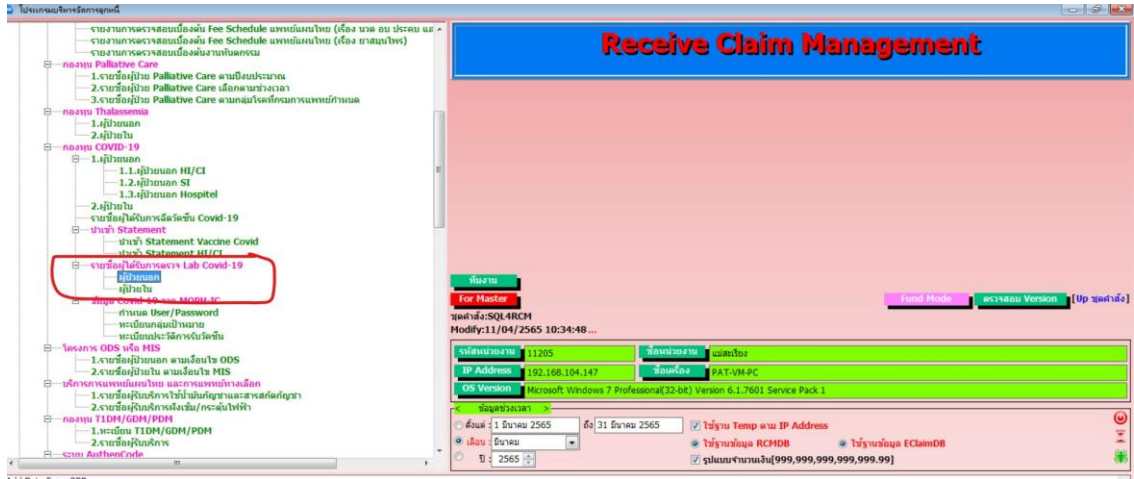 โปรแกรมบริหารจัดการลูกหนี้
รายงานการตรวจสอบเบื้องต้น Fee Schedule แพทย์แผนไทย (เรื่อง นวด อบ ประคบ แล
รายงานการตรวจสอบเบื้องต้น Fee Schedule แพทย์แผนไทย (เรื่อง ยาสมุนไพร)
รายงานการตรวจสอบเบื้องต้นงานทันตกรรม
กองทุน Palliative Care
1.รายชื่อผู้ป่วย Palliative Care ตามปีงบประมาณ
2.รายชื่อผู้ป่วย Palliative Care เลือกตามช่วงเวลา
3.รายชื่อผู้ป่วย Palliative Care ตามกลุ่มโรคที่กรมการแพทย์กำหนด
กองทุน Thalassemia
1.ผู้ป่วยนอก
2.ผู้ป่วยใน
กองทุน COVID-19
1.ผู้ป่วยนอก
1.1.ผู้ป่วยนอก HI/CI
1.2.ผู้ป่วยนอก SI
1.3.ผู้ป่วยนอก Hospitel
2.ผู้ป่วยใน
รายชื่อผู้ได้รับการฉีดวัคซีน Covid-19
นำเข้า Statement
นำเข้า Statement Vaccine Covid
นำเข้า Statement HI/CI
รายชื่อผู้ได้รับการตรวจ Lab Covid-19
ผู้ป่วยนอก
ผู้ป่วยใน
ข้อมูล Covid-19 จาก MOPH-IC
กำหนด User/Password
ทะเบียนกลุ่มเป้าหมาย
ทะเบียนประวัติการรับวัคซีน
โครงการ ODS หรือ MIS
1.รายชื่อผู้ป่วยนอก ตามเงื่อนไข ODS
2.รายชื่อผู้ป่วยใน ตามเงื่อนไข MIS
บริการการแพทย์แผนไทย และการแพทย์ทางเลือก
1.รายชื่อผู้รับบริการใช้น้ำมันกัญชาและสารสกัดกัญชา
2.รายชื่อผู้รับบริการฝังเข็ม/กระตุ้นไฟฟ้า
กองทุน T1DM/GDM/PDM
1.ทะเบียน T1DM/GDM/PDM
2.รายชื่อผู้รับบริการ
ระบบ AuthenCode
Receive Claim Management
ทีมงาน
For Master
Fund Mode ตรวจสอบ Version [Up ชุดคำสั่ง]
ชุดคำสั่ง:SQL4RCM
Modify:11/04/2565 10:34:48 ...
รหัสหน่วยงาน 11205 ชื่อหน่วยงาน แม่สะเรียง
IP Address 192.168.104.147 ชื่อเครื่อง PAT-VM-PC
OS Version Microsoft Windows 7 Professional(32-bit) Version 6.1.7601 Service Pack 1
< ข้อมูลช่วงเวลา >
ตั้งแต่ : 1 มีนาคม 2565 ถึง 31 มีนาคม 2565 ใช้ฐาน Temp ตาม IP Address
เดือน : มีนาคม ใช้ฐานข้อมูล RCMDB ใช้ฐานข้อมูล EClaimDB
ปี : 2565 รูปแบบจำนวนเงิน[999,999,999,999,999.99]